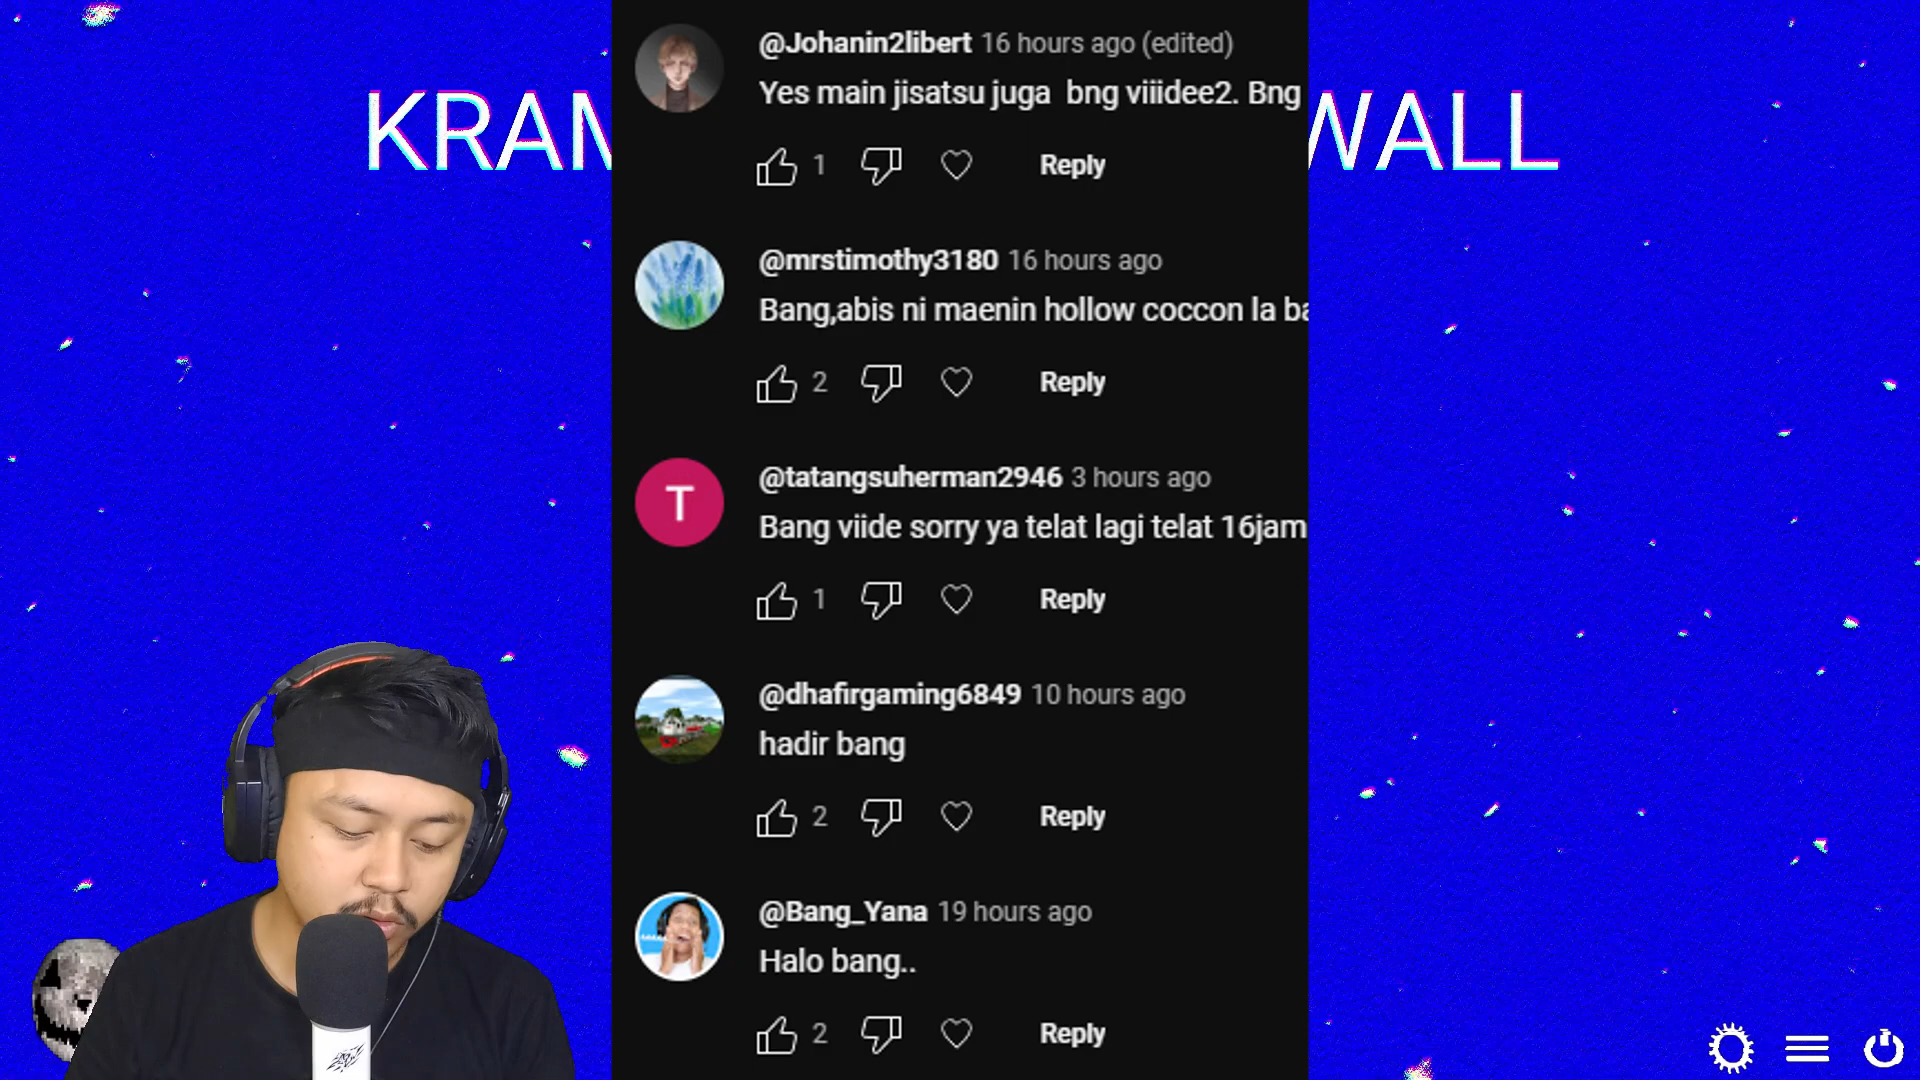 KRAM
WALL
@Johanin2libert 16 hours ago (edited)
Yes main jisatsu juga bng viiidee2. Bng
1 Reply
@mrstimothy3180 16 hours ago
Bang,abis ni maenin hollow coccon la ba
2 Reply
T
@tatangsuherman2946 3 hours ago
Bang viide sorry ya telat lagi telat 16jam
1 Reply
@dhafirgaming6849 10 hours ago
hadir bang
2 Reply
@Bang_Yana 19 hours ago
Halo bang..
2 Reply